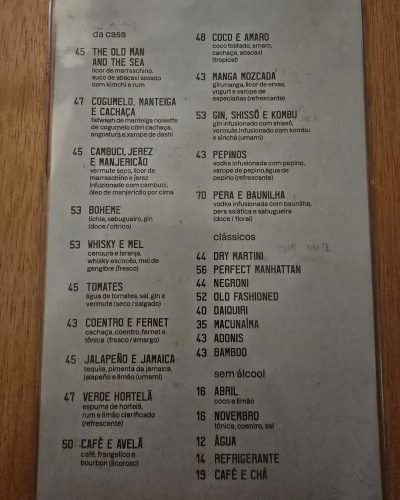 da casa
45 THE OLD MAN
AND THE SEA
licor de marraschino,
suco de abacaxi assado
com kimchi e rum
47 COGUMELO, MANTEIGA
E CACHAÇA
fatwash de manteiga noisette
de cogumelo com cachaça,
angostura e xarope de dashi
45 CAMBUCI, JEREZ
E MANJERICÃO
vermute seco, licor de
marraschino e jerez
infuzionado com cambuci,
óleo de manjericão por cima
53 BOHEME
lichia, sabugueiro, gin
(doce / cítrico)
53 WHISKY E MEL
cenoura e laranja,
whisky escocês, mel de
gengibre (fresco)
45 TOMATES
água de tomates, sal, gin e
vermute (seco / salgado)
43 COENTRO E FERNET
cachaça, coentro, fernet e
tônica (fresco / amargo)
45 JALAPEÑO E JAMAICA
tequila, pimenta da jamaica,
jalapeño e limão (umami)
47 VERDE HORTELÃ
espuma de hortelã,
rum e limão clarificado
(refrescante)
50 CAFÉ E AVELÃ
café, frangelico e
bourbon (licoroso)
48 COCO E AMARO
coco tostado, amaro,
cachaça, abacaxi
(tropical)
43 MANGA MOZCADA
gin manga, licor de ervas,
yogurt e xarope de
especiarias (refrescante)
53 GIN, SHISSÔ E KOMBU
gin infusionado com shissô,
vermute infusionado com kombu
e sinchá (umami)
43 PEPINOS
vodka infusionada com pepino,
xarope de pepino, água de
pepino (refrescante)
70 PERA E BAUNILHA
vodka infusionada com baunilha,
pera asiática e sabugueira
(doce / floral)
clássicos
44 DRY MARTINI
56 PERFECT MANHATTAN
44 NEGRONI
52 OLD FASHIONED
40 DAIQUIRI
35 MACUNAÍMA
43 ADONIS
43 BAMBOO
sem álcool
16 ABRIL
coco e limão
16 NOVEMBRO
tônica, coentro, sal
12 ÁGUA
14 REFRIGERANTE
19 CAFÉ E CHÁ